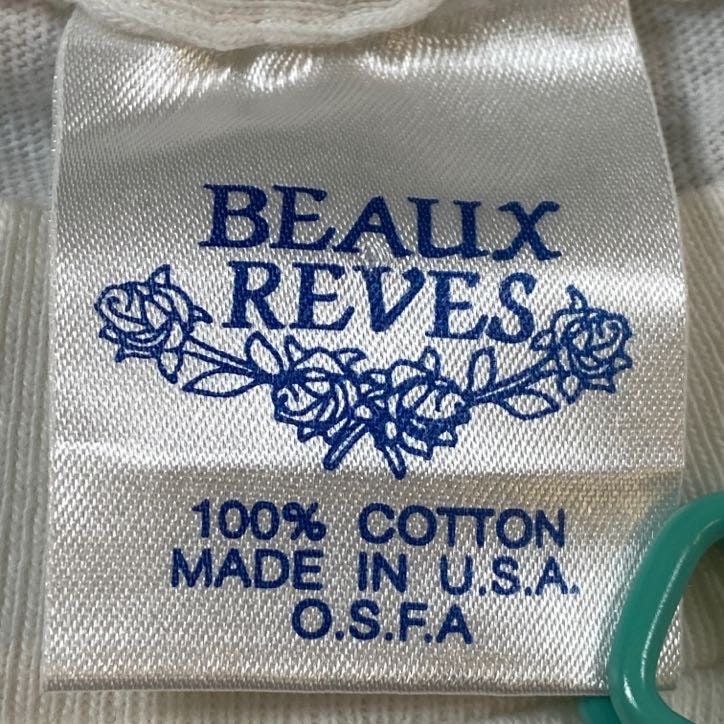 BEAUX
REVES
100% COTTON
MADE IN U.S.A.
O.S.F.A